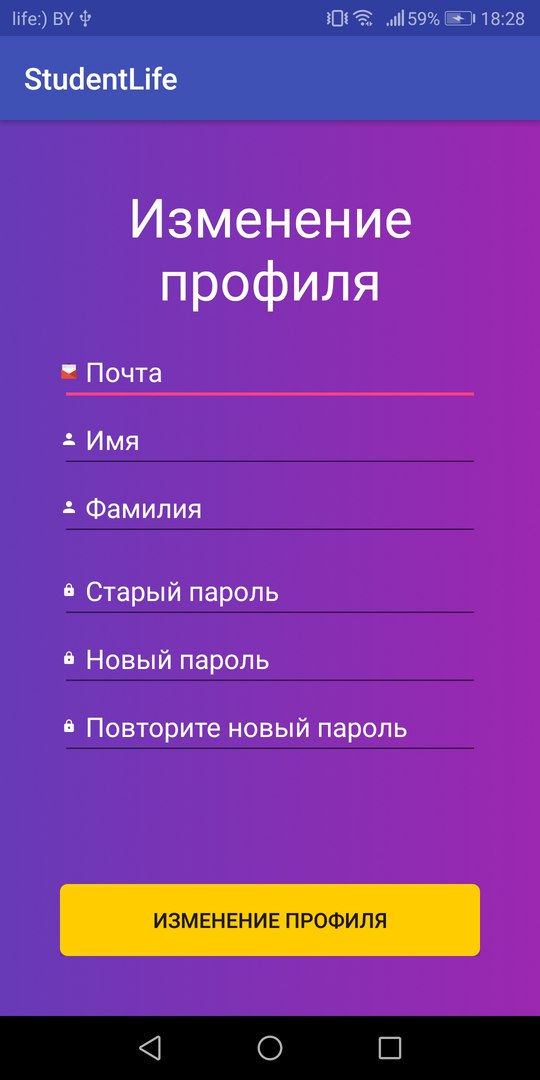 life:) BY 59% 18:28
StudentLife
Изменение
профиля
Почта
Имя
Фамилия
Старый пароль
Новый пароль
Повторите новый пароль
ИЗМЕНЕНИЕ ПРОФИЛЯ